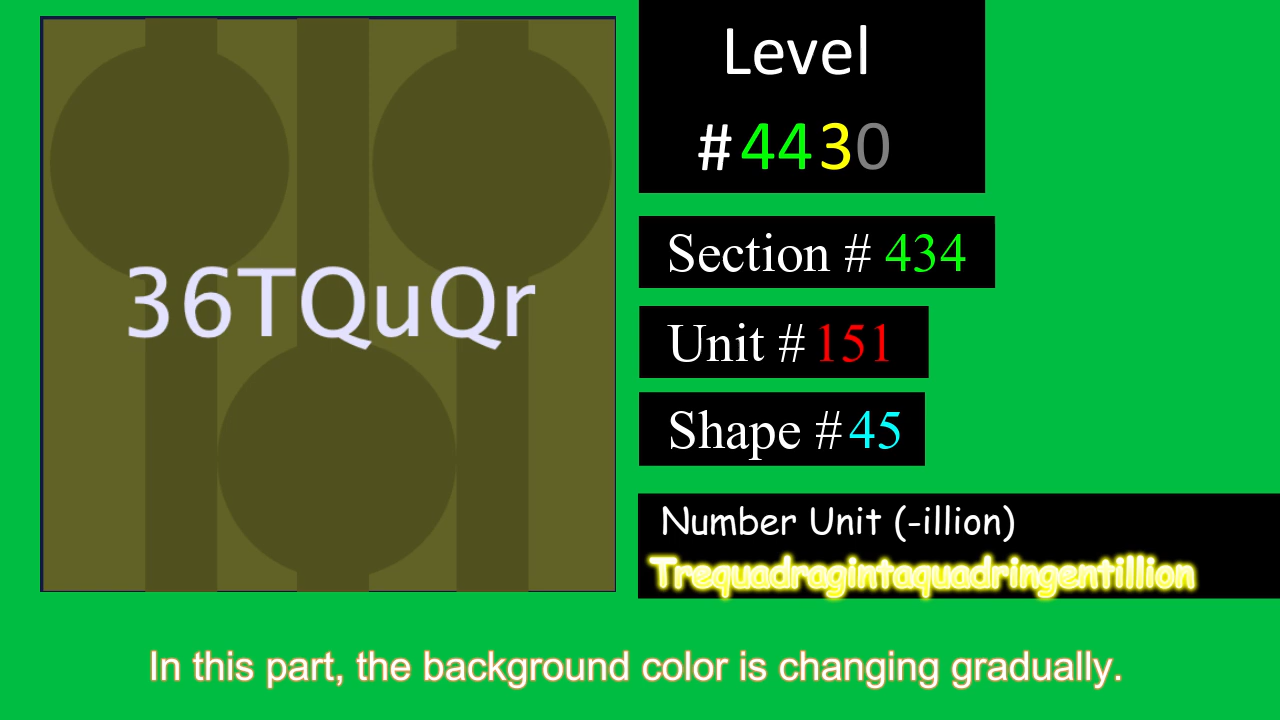 36TQuQr
Level
#4430
Section # 434
Unit # 151
Shape #45
Number Unit (-illion)
Trequadragintaquadringentillion
In this part, the background color is changing gradually.